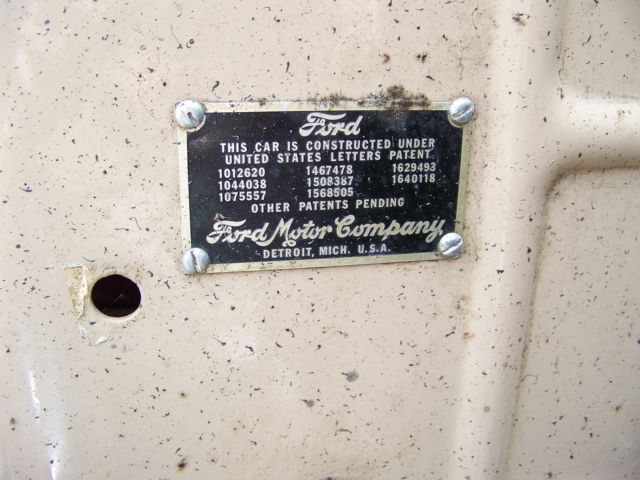 Ford
THIS CAR IS CONSTRUCTED UNDER
UNITED STATES LETTERS PATENT
1012620 1467478 1629493
1044038 1508387 1640118
1075557 1568505
OTHER PATENTS PENDING
Ford Motor Company,
DETROIT, MICH. U.S.A.